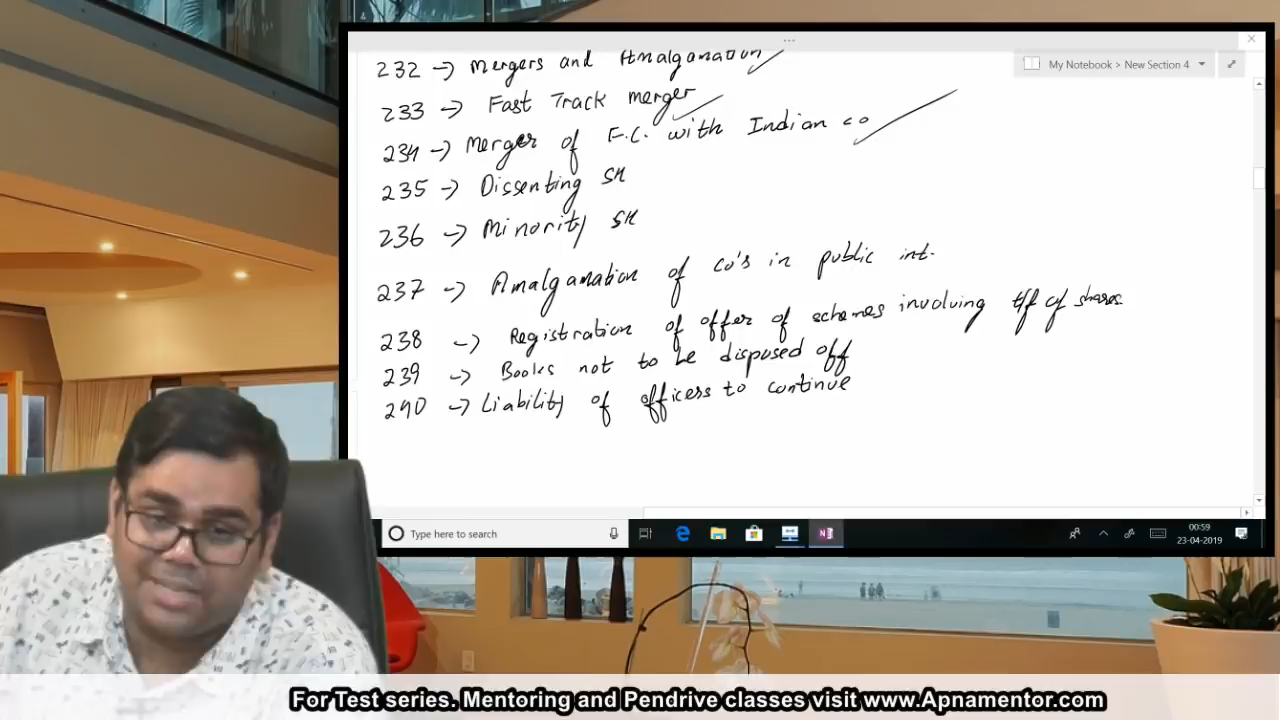 ...
My Notebook > New Section 4
232 -> Mergers and Amalgamation
233 -> Fast Track merger
234 -> Merger of F.C. with Indian co
235 -> Dissenting SH
236 -> Minority SH
237 -> Amalgamation of co's in public int.
238 -> Registration of offer of schemes involving t/f of shares
239 -> Books not to be disposed off
240 -> Liability of officers to continue
Type here to search
00:59
23-04-2019
For Test series. Mentoring and Pendrive classes visit www.Apnamentor.com